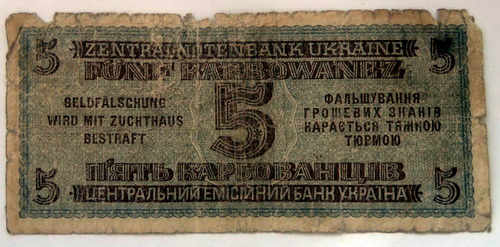 5 ZENTRALNOTENBANK UKRAINE 5
FÜNF KARBOWANEZ
GELDFÄLSCHUNG
WIRD MIT ZUCHTHAUS
BESTRAFT
5
ФАЛЬШУВАННЯ
ГРОШЕВИХ ЗНАКІВ
КАРАЄТЬСЯ ТЯЖКОЮ
ТЮРМОЮ
ПЯТЬ КАРБОВАНЦІВ
5 ЦЕНТРАЛЬНИЙ ЕМІСІЙНИЙ БАНК УКРАЇНА 5